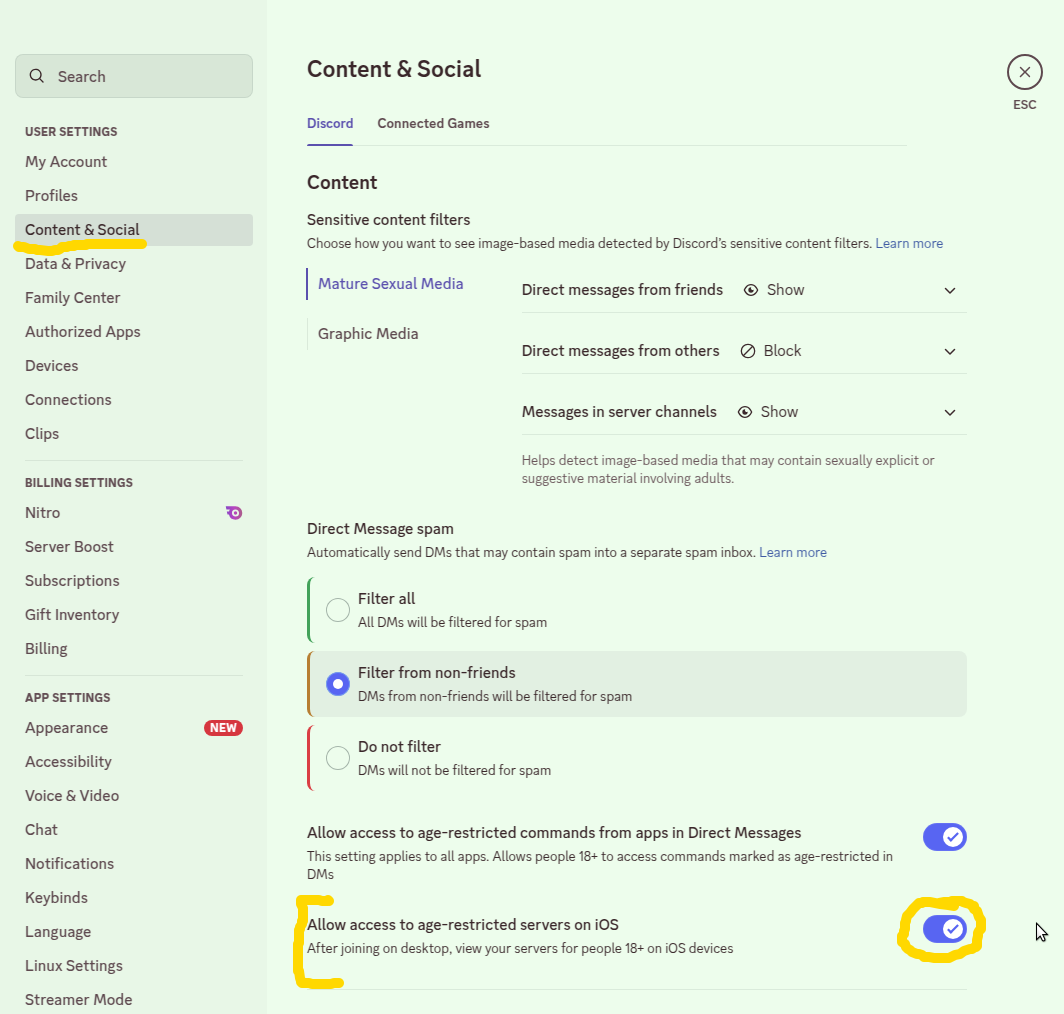 Search
USER SETTINGS
My Account
Profiles
Content & Social
Data & Privacy
Family Center
Authorized Apps
Devices
Connections
Clips
BILLING SETTINGS
Nitro
Server Boost
Subscriptions
Gift Inventory
Billing
APP SETTINGS
Appearance NEW
Accessibility
Voice & Video
Chat
Notifications
Keybinds
Language
Linux Settings
Streamer Mode
Content & Social
ESC
Discord Connected Games
Content
Sensitive content filters
Choose how you want to see image-based media detected by Discord's sensitive content filters. Learn more
Mature Sexual Media
Graphic Media
Direct messages from friends Show
Direct messages from others Block
Messages in server channels Show
Helps detect image-based media that may contain sexually explicit or
suggestive material involving adults.
Direct Message spam
Automatically send DMs that may contain spam into a separate spam inbox. Learn more
Filter all
All DMs will be filtered for spam
Filter from non-friends
DMs from non-friends will be filtered for spam
Do not filter
DMs will not be filtered for spam
Allow access to age-restricted commands from apps in Direct Messages
This setting applies to all apps. Allows people 18+ to access commands marked as age-restricted in
DMs
Allow access to age-restricted servers on iOS
After joining on desktop, view your servers for people 18+ on iOS devices